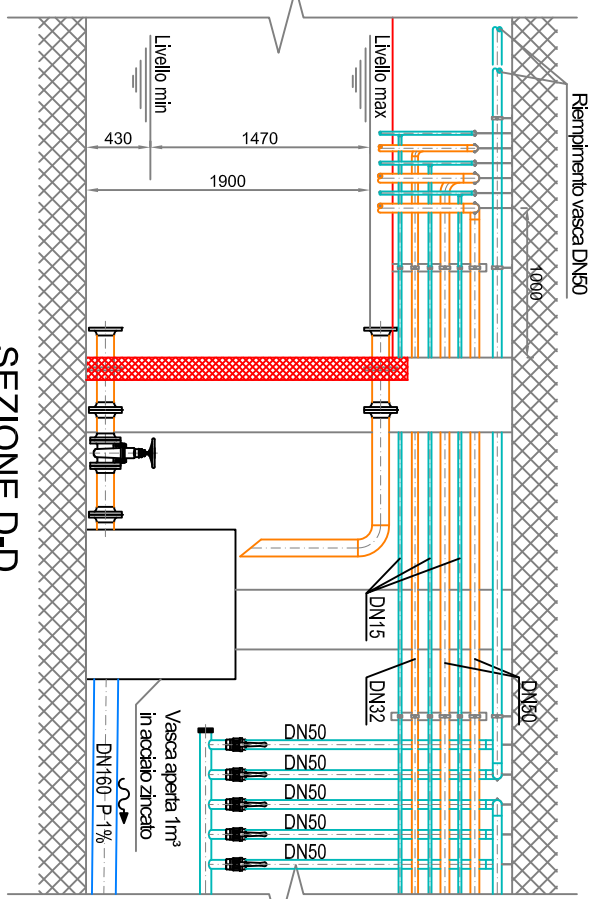 Riempimento vasca DN50
Livello max
Livello min
1000
1470
430
1900
DN15
DN50
DN32
DN50
DN50
DN50
DN50
DN50
Vasca aperta 1m³
in acciaio zincato
DN160 P-1%
SEZIONE D-D